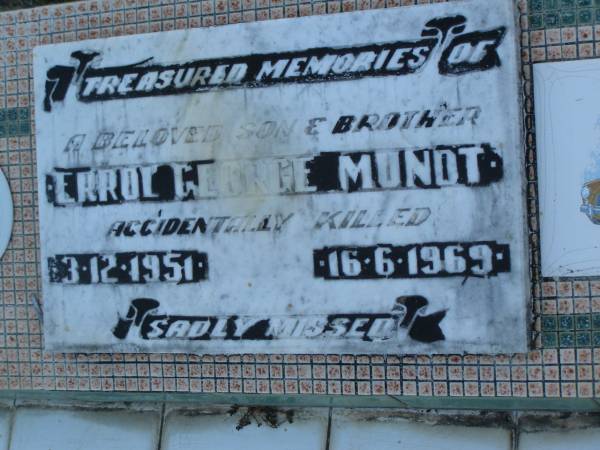 TREASURED MEMORIES OF
A BELOVED SON & BROTHER
ERROL GEORGE MUNDT
ACCIDENTALLY KILLED
3·12·1951· ·16·6·1969·
SADLY MISSED